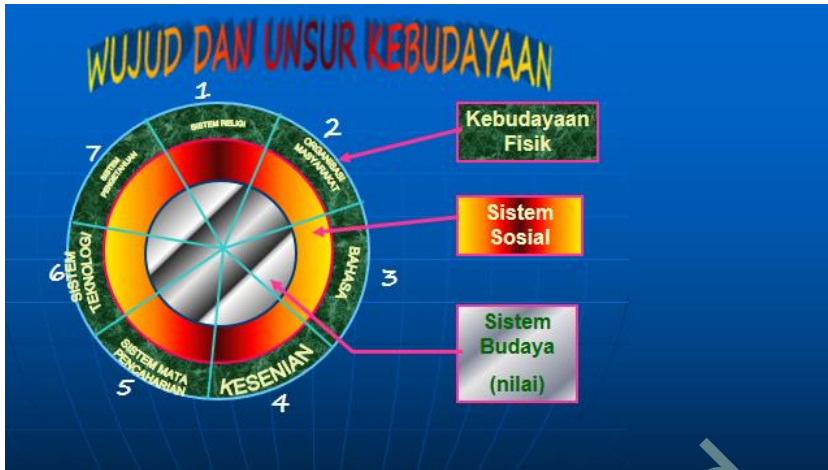 WUJUD DAN UNSUR KEBUDAYAAN
1
SISTEM RELIGI
2
ORGANISASI
MASYARAKAT
3
BAHASA
4
KESENIAN
5
SISTEM MATA
PENCAHARIAN
6
SISTEM
TEKNOLOGI/
7
SISTEM
PENGETAHUAN
Kebudayaan
Fisik
Sistem
Sosial
Sistem
Budaya
(nilai)